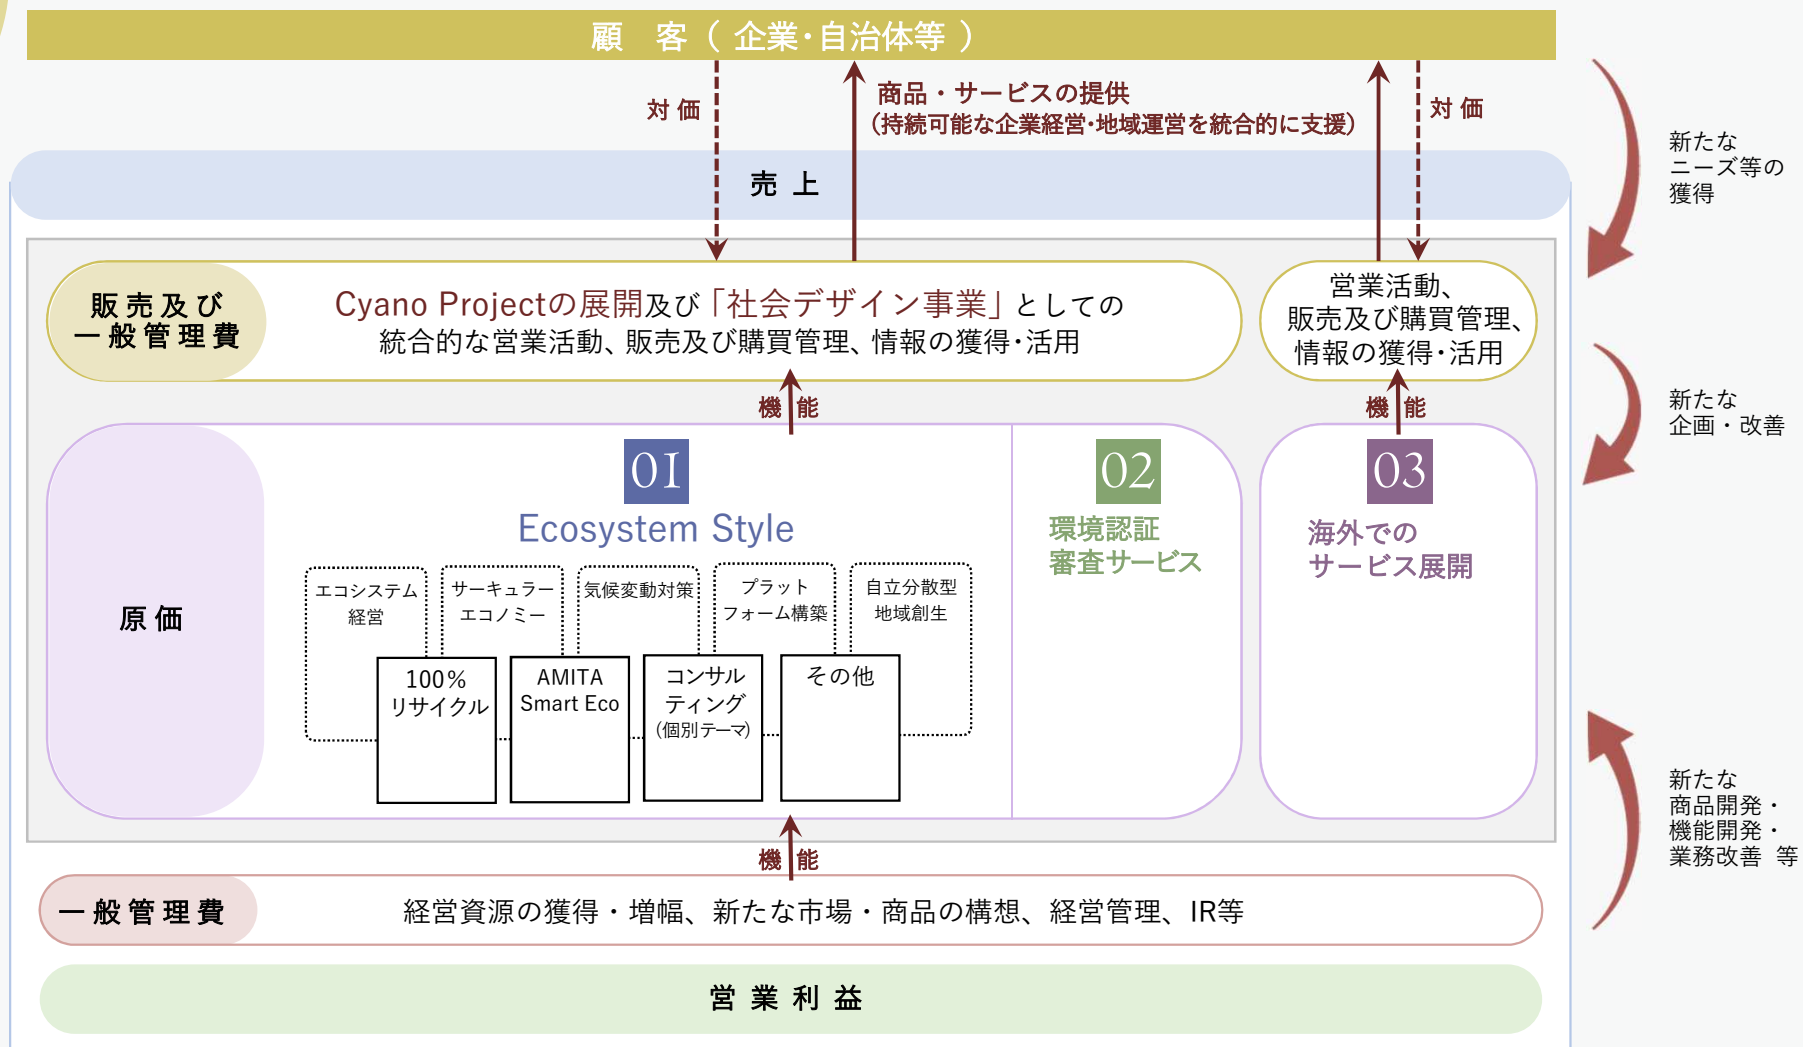 顧　客（ 企業・自治体等 ）
対 価
商品・サービスの提供
（持続可能な企業経営・地域運営を統合的に支援）
対 価
新たな
ニーズ等の
獲得
売 上
販 売 及 び
一 般 管 理 費
Cyano Projectの展開及び「社会デザイン事業」としての
統合的な営業活動、販売及び購買管理、情報の獲得・活用
営業活動、
販売及び購買管理、
情報の獲得・活用
新たな
企画・改善
機 能
機 能
原 価
01
Ecosystem Style
エコシステム
経営
サーキュラー
エコノミー
気候変動対策
プラット
フォーム構築
自立分散型
地域創生
100%
リサイクル
AMITA
Smart Eco
コンサル
ティング
（個別テーマ）
その他
02
環境認証
審査サービス
03
海外での
サービス展開
新たな
商品開発・
機能開発・
業務改善 等
機 能
一 般 管 理 費
経営資源の獲得・増幅、新たな市場・商品の構想、経営管理、IR等
営 業 利 益